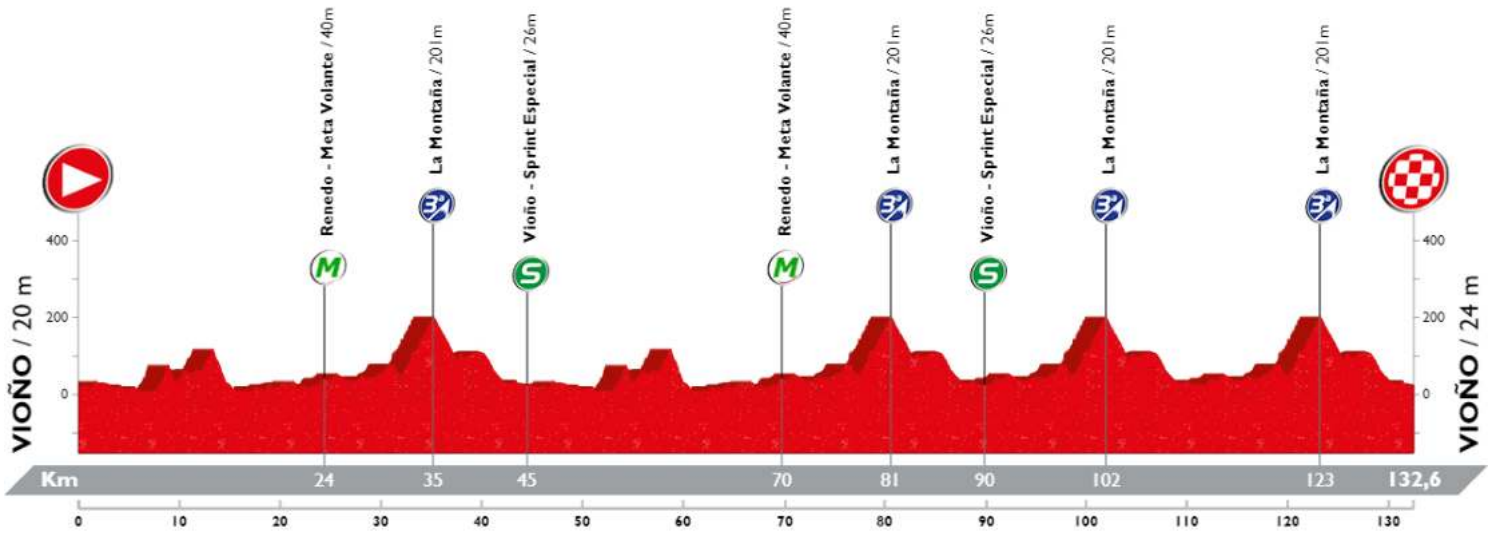 Renedo - Meta Volante / 40m
La Montaña / 201m
Vioño - Sprint Especial / 26m
Renedo - Meta Volante / 40m
La Montaña / 201m
Vioño - Sprint Especial / 26m
La Montaña / 201m
La Montaña / 201m
M
3ª
S
M
3ª
S
3ª
3ª
VIOÑO / 20 m
400
200
0
400
200
0
VIOÑO / 24 m
Km 24 35 45 70 81 90 102 123 132,6
0 10 20 30 40 50 60 70 80 90 100 110 120 130